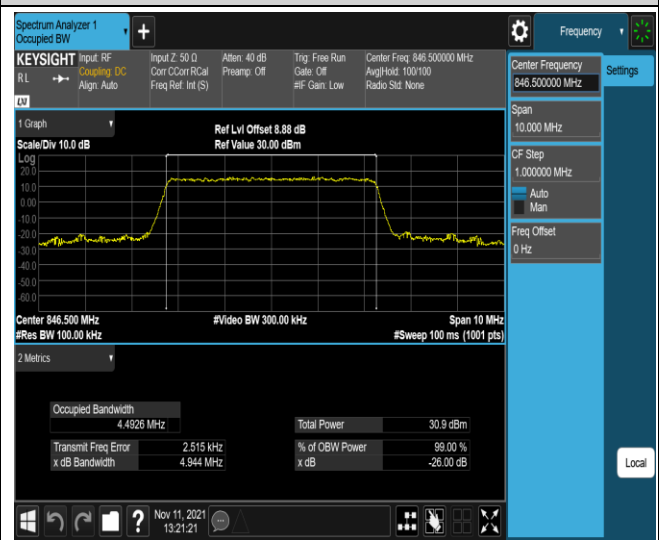 Spectrum Analyzer 1
Occupied BW
Frequency
KEYSIGHT
RL
LXI
Input: RF
Coupling: DC
Align: Auto
Input Z: 50 Ω
Corr CCorr RCal
Freq Ref: Int (S)
Atten: 40 dB
Preamp: Off
Trig: Free Run
Gate: Off
#IF Gain: Low
Center Freq: 846.500000 MHz
Avg|Hold: 100/100
Radio Std: None
Center Frequency
846.500000 MHz
Settings
Span
10.000 MHz
CF Step
1.000000 MHz
Auto
Man
Freq Offset
0 Hz
1 Graph
Scale/Div 10.0 dB
Ref Lvl Offset 8.88 dB
Ref Value 30.00 dBm
Log
20.0
10.0
0.00
-10.0
-20.0
-30.0
-40.0
-50.0
-60.0
Center 846.500 MHz
#Video BW 300.00 kHz
Span 10 MHz
#Res BW 100.00 kHz
#Sweep 100 ms (1001 pts)
2 Metrics
Occupied Bandwidth
4.4926 MHz
Total Power 30.9 dBm
Transmit Freq Error 2.515 kHz
% of OBW Power 99.00 %
x dB Bandwidth 4.944 MHz
x dB -26.00 dB
Local
?
Nov 11, 2021
13:21:21